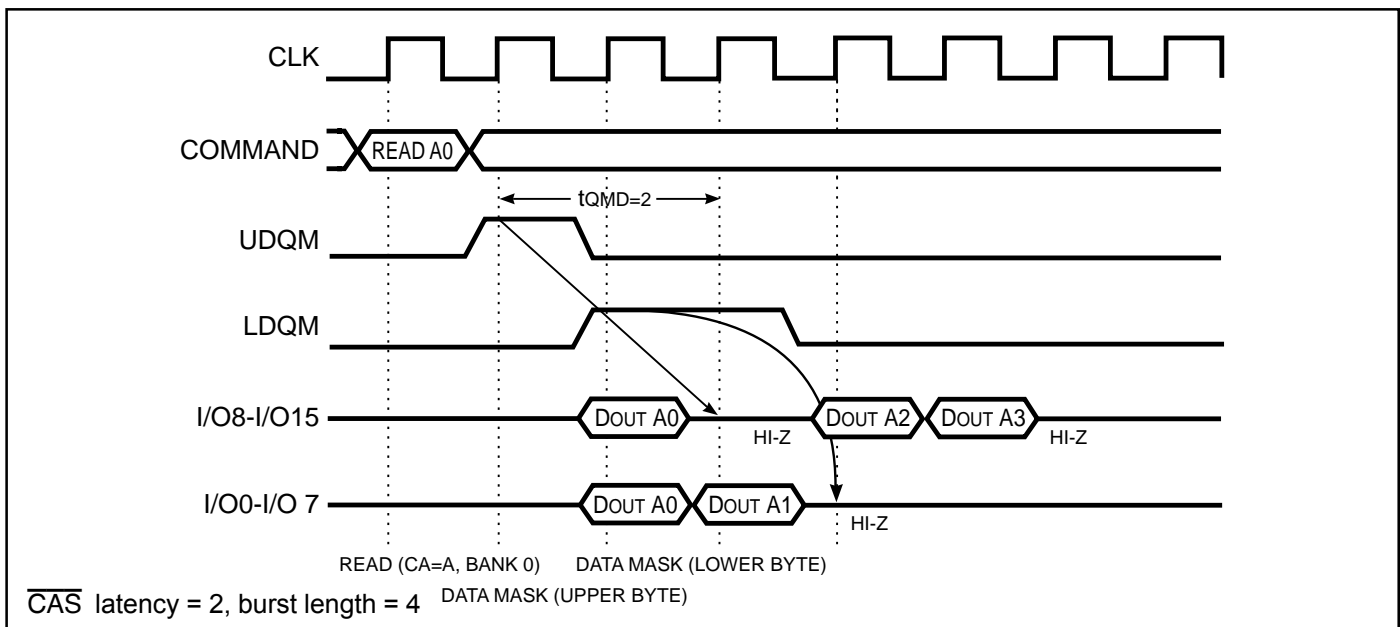 CLK
COMMAND
READ A0
tQMD=2
UDQM
LDQM
I/O8-I/O15
DOUT A0
HI-Z
DOUT A2
DOUT A3
HI-Z
I/O0-I/O 7
DOUT A0
DOUT A1
HI-Z
READ (CA=A, BANK 0)
DATA MASK (LOWER BYTE)
CAS latency = 2, burst length = 4
DATA MASK (UPPER BYTE)